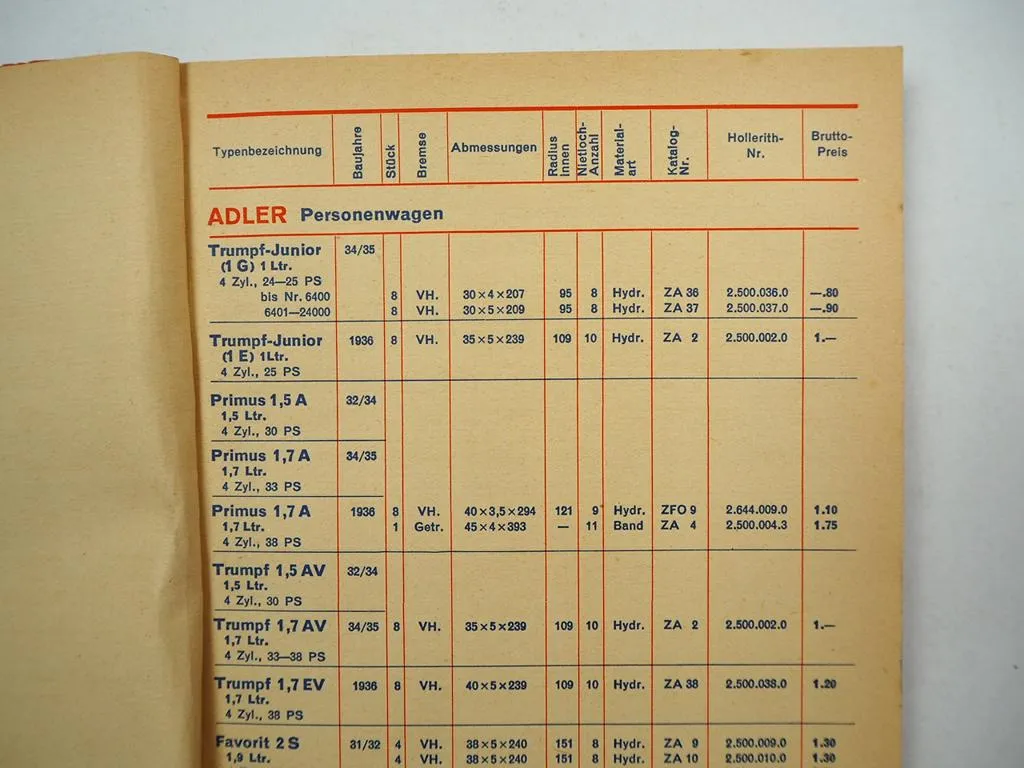 Typenbezeichnung Baujahre Stück Bremse Abmessungen Radius innen Nietloch-Anzahl Material-art Katalog-Nr. Hollerith-Nr. Brutto-Preis
ADLER Personenwagen
Trumpf-Junior 34/35
(1 G) 1 Ltr.
4 Zyl., 24—25 PS
bis Nr. 6400 8 VH. 30×4×207 95 8 Hydr. ZA 36 2.500.036.0 —.80
6401—24000 8 VH. 30×5×209 95 8 Hydr. ZA 37 2.500.037.0 —.90
Trumpf-Junior 1936 8 VH. 35×5×239 109 10 Hydr. ZA 2 2.500.002.0 1.—
(1 E) 1Ltr.
4 Zyl., 25 PS
Primus 1,5 A 32/34
1,5 Ltr.
4 Zyl., 30 PS
Primus 1,7 A 34/35
1,7 Ltr.
4 Zyl., 33 PS
Primus 1,7 A 1936 8 VH. 40×3,5×294 121 9 Hydr. ZFO 9 2.644.009.0 1.10
1,7 Ltr. 1 Getr. 45×4×393 — 11 Band ZA 4 2.500.004.3 1.75
4 Zyl., 38 PS
Trumpf 1,5 AV 32/34
1,5 Ltr.
4 Zyl., 30 PS
Trumpf 1,7 AV 34/35 8 VH. 35×5×239 109 10 Hydr. ZA 2 2.500.002.0 1.—
1,7 Ltr.
4 Zyl., 33—38 PS
Trumpf 1,7 EV 1936 8 VH. 40×5×239 109 10 Hydr. ZA 38 2.500.038.0 1.20
1,7 Ltr.
4 Zyl., 38 PS
Favorit 2 S 31/32 4 VH. 38×5×240 151 8 Hydr. ZA 9 2.500.009.0 1.30
1,9 Ltr. 4 VH. 38×5×240 151 8 Hydr. ZA 10 2.500.010.0 1.30